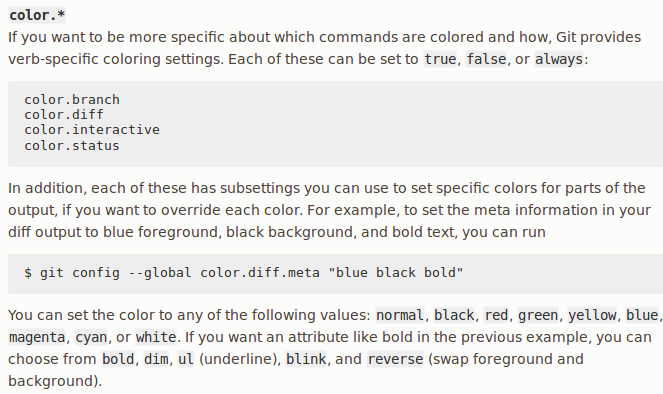 color.*
If you want to be more specific about which commands are colored and how, Git provides
verb-specific coloring settings. Each of these can be set to true, false, or always:
color.branch
color.diff
color.interactive
color.status
In addition, each of these has subsettings you can use to set specific colors for parts of the
output, if you want to override each color. For example, to set the meta information in your
diff output to blue foreground, black background, and bold text, you can run
$ git config --global color.diff.meta "blue black bold"
You can set the color to any of the following values: normal, black, red, green, yellow, blue,
magenta, cyan, or white. If you want an attribute like bold in the previous example, you can
choose from bold, dim, ul (underline), blink, and reverse (swap foreground and
background).